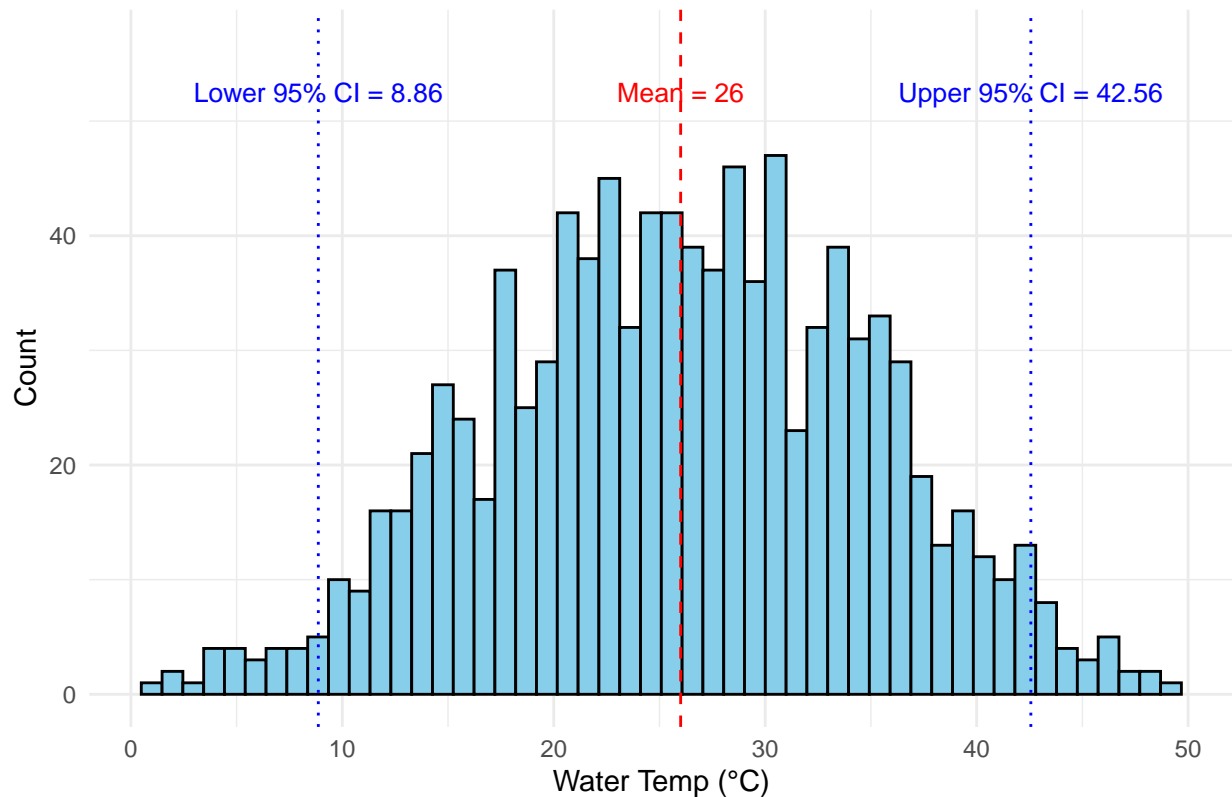 Lower 95% CI = 8.86
Mean = 26
Upper 95% CI = 42.56
Count
40
20
0
0
10
20
30
40
50
Water Temp (°C)